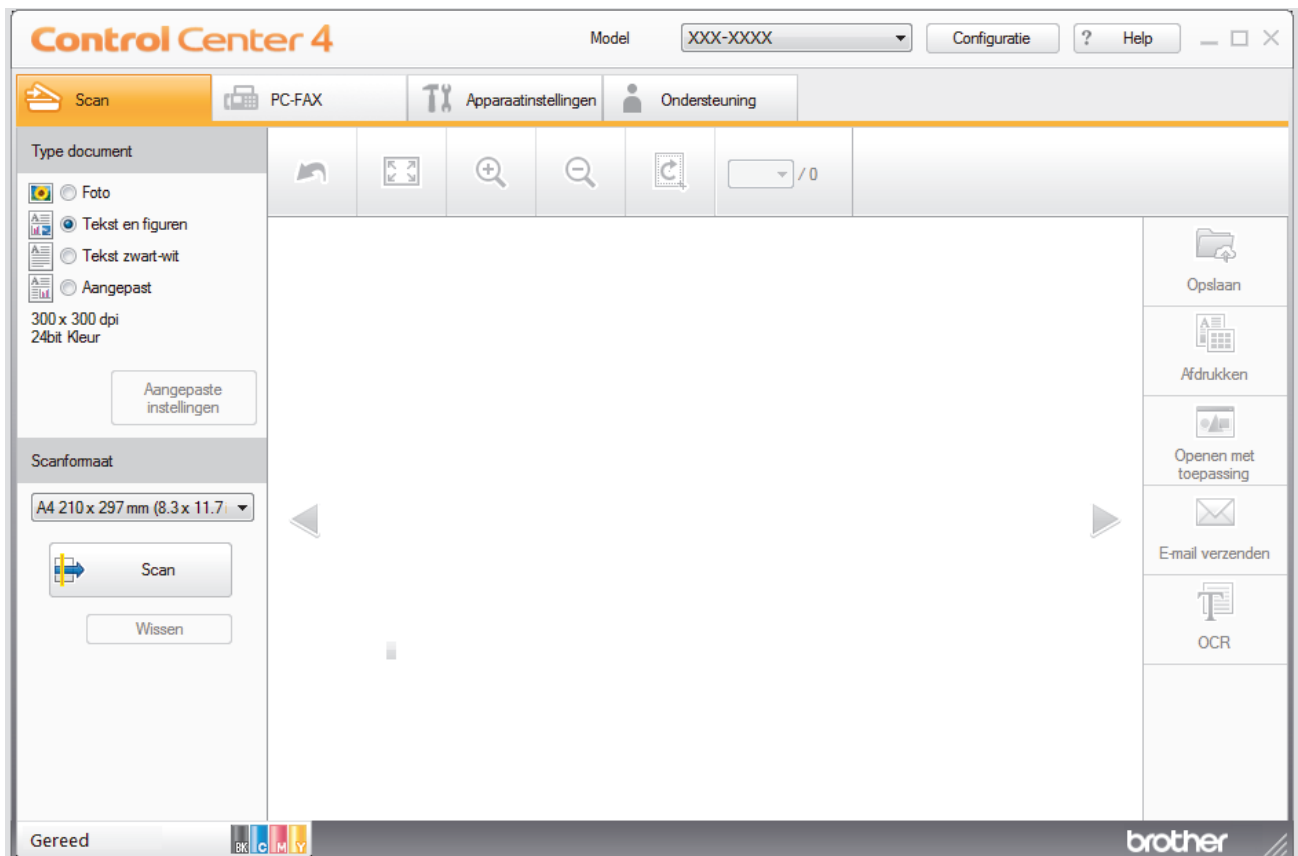 Control Center 4
Model
XXX-XXXX
Configuratie
? Help
Scan
PC-FAX
Apparaatinstellingen
Ondersteuning
Type document
Foto
Tekst en figuren
Tekst zwart-wit
Aangepast
300 x 300 dpi
24bit Kleur
Aangepaste
instellingen
Scanformaat
A4 210 x 297 mm (8.3 x 11.7
Scan
Wissen
/ 0
Opslaan
Afdrukken
Openen met
toepassing
E-mail verzenden
OCR
Gereed
BK C M Y
brother